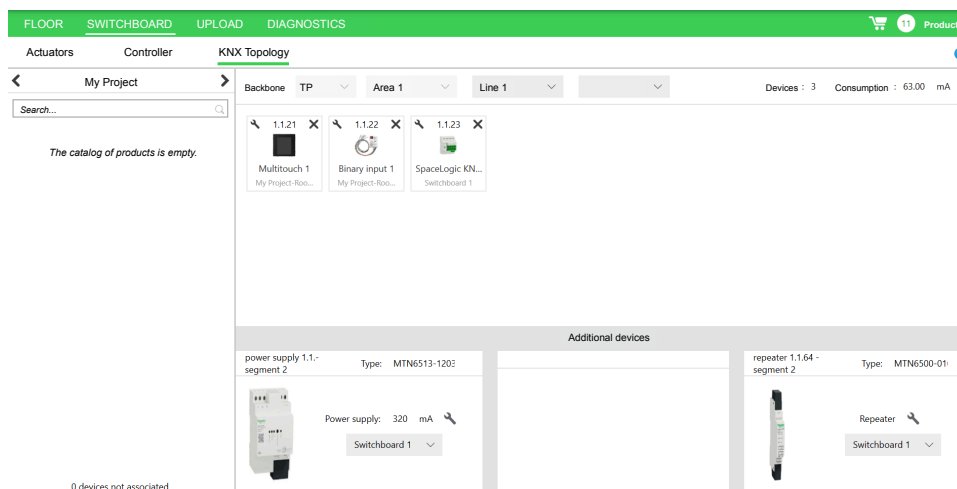 FLOOR SWITCHBOARD UPLOAD DIAGNOSTICS 11 Product
Actuators Controller KNX Topology
My Project
Search...
The catalog of products is empty.
0 devices not associated
Backbone TP Area 1 Line 1 Devices : 3 Consumption : 63.00 mA
1.1.21 1.1.22 1.1.23
Multitouch 1 Binary input 1 SpaceLogic KN...
My Project-Roo... My Project-Roo... Switchboard 1
Additional devices
power supply 1.1.-
segment 2
Type: MTN6513-1203
Power supply: 320 mA
Switchboard 1
repeater 1.1.64 -
segment 2
Type: MTN6500-01
Repeater
Switchboard 1